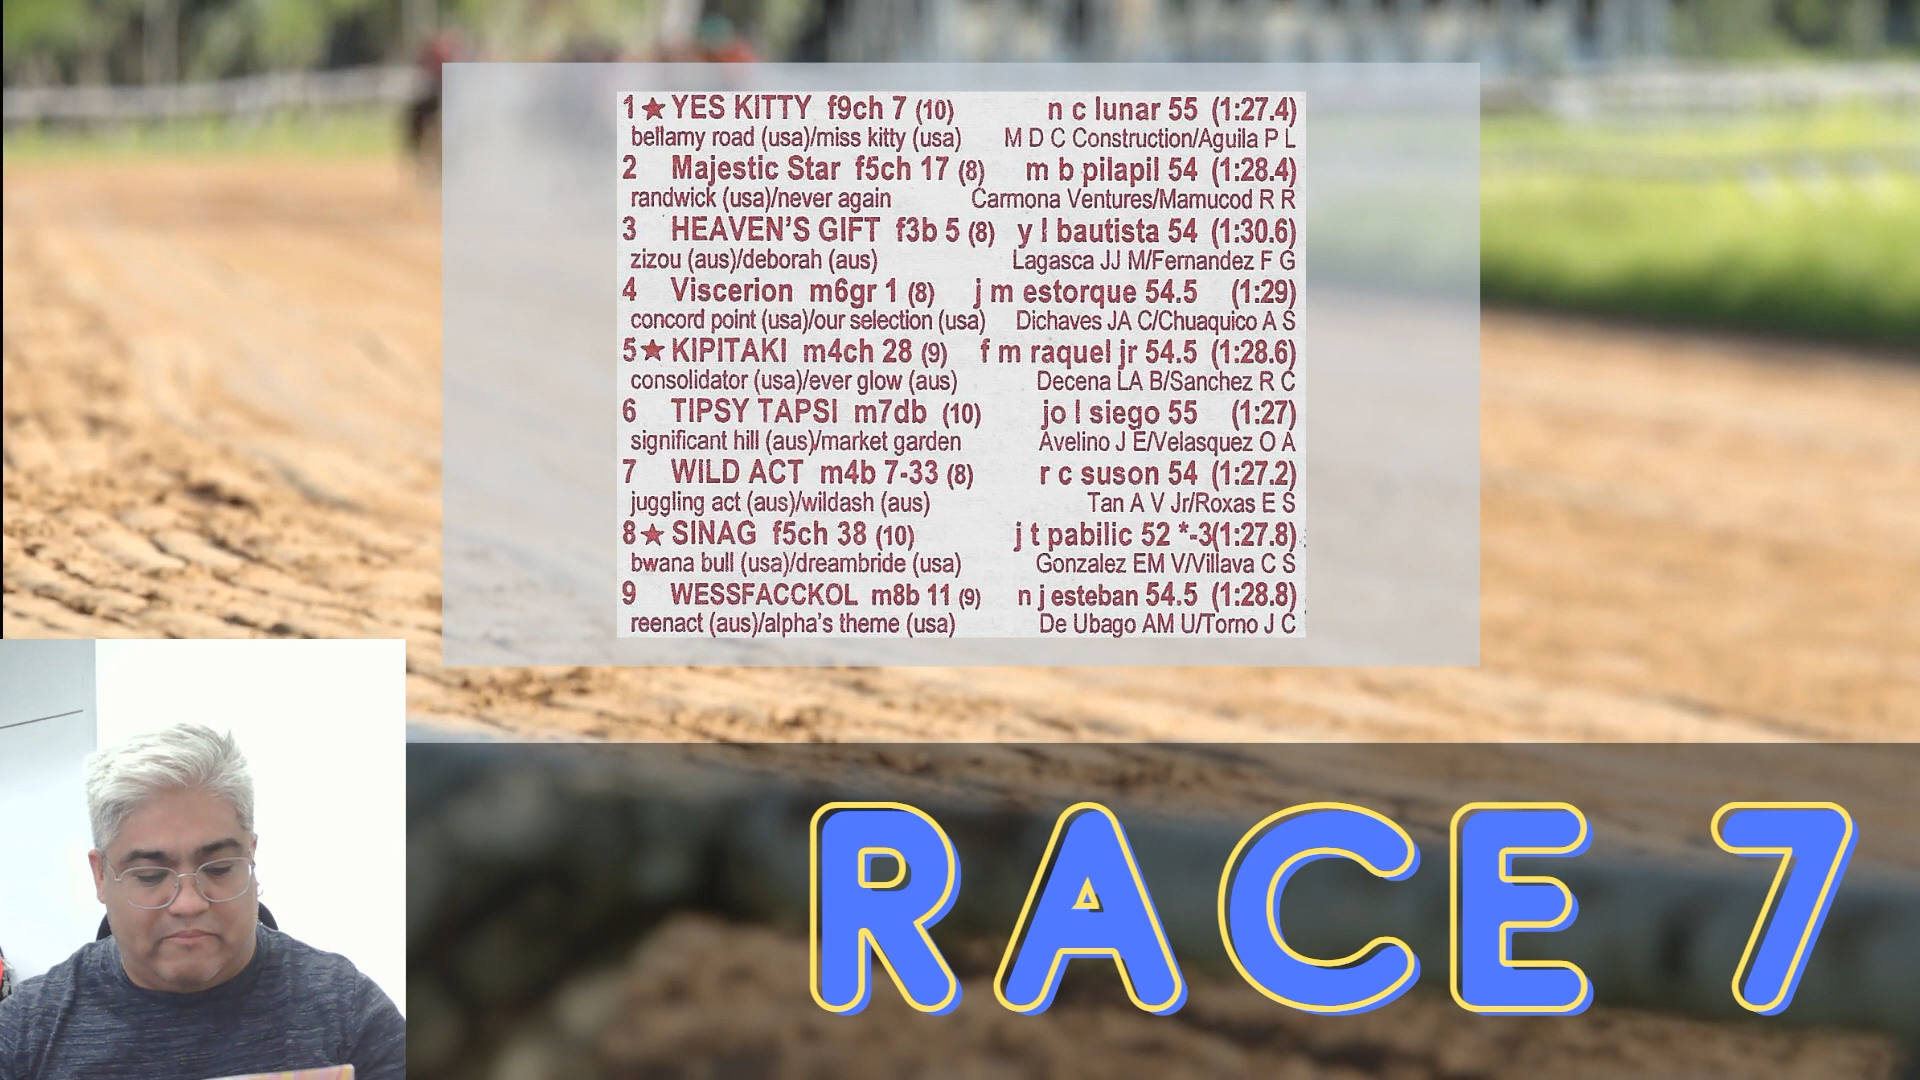 1★ YES KITTY f9ch 7 (10) n c lunar 55 (1:27.4)
bellamy road (usa)/miss kitty (usa) M D C Construction/Aguila P L
2 Majestic Star f5ch 17 (8) m b pilapil 54 (1:28.4)
randwick (usa)/never again Carmona Ventures/Mamucod R R
3 HEAVEN'S GIFT f3b 5 (8) y l bautista 54 (1:30.6)
zizou (aus)/deborah (aus) Lagasca JJ M/Fernandez F G
4 Viscerion m6gr 1 (8) j m estorque 54.5 (1:29)
concord point (usa)/our selection (usa) Dichaves JA C/Chuaquico A S
5★ KIPITAKI m4ch 28 (9) f m raquel jr 54.5 (1:28.6)
consolidator (usa)/ever glow (aus) Decena LA B/Sanchez R C
6 TIPSY TAPSI m7db (10) jo l siego 55 (1:27)
significant hill (aus)/market garden Avelino J E/Velasquez O A
7 WILD ACT m4b 7-33 (8) r c suson 54 (1:27.2)
juggling act (aus)/wildash (aus) Tan A V Jr/Roxas E S
8★ SINAG f5ch 38 (10) j t pabilic 52 *-3(1:27.8)
bwana bull (usa)/dreambride (usa) Gonzalez EM V/Villava C S
9 WESSFACCKOL m8b 11 (9) n j esteban 54.5 (1:28.8)
reenact (aus)/alpha's theme (usa) De Ubago AM U/Torno J C
RACE 7